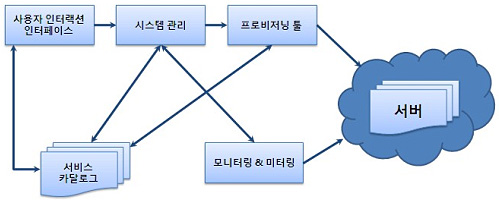 사용자 인터랙션
인터페이스
시스템 관리
프로비저닝 툴
서버
서비스
카달로그
모니터링 & 미터링